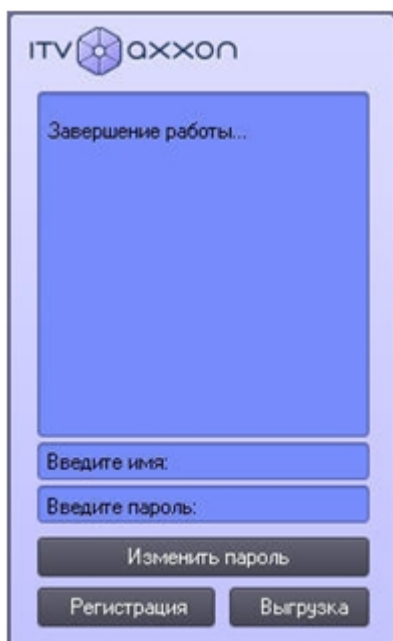 ITV axxon
Завершение работы...
Введите имя:
Введите пароль:
Изменить пароль
Регистрация Выгрузка